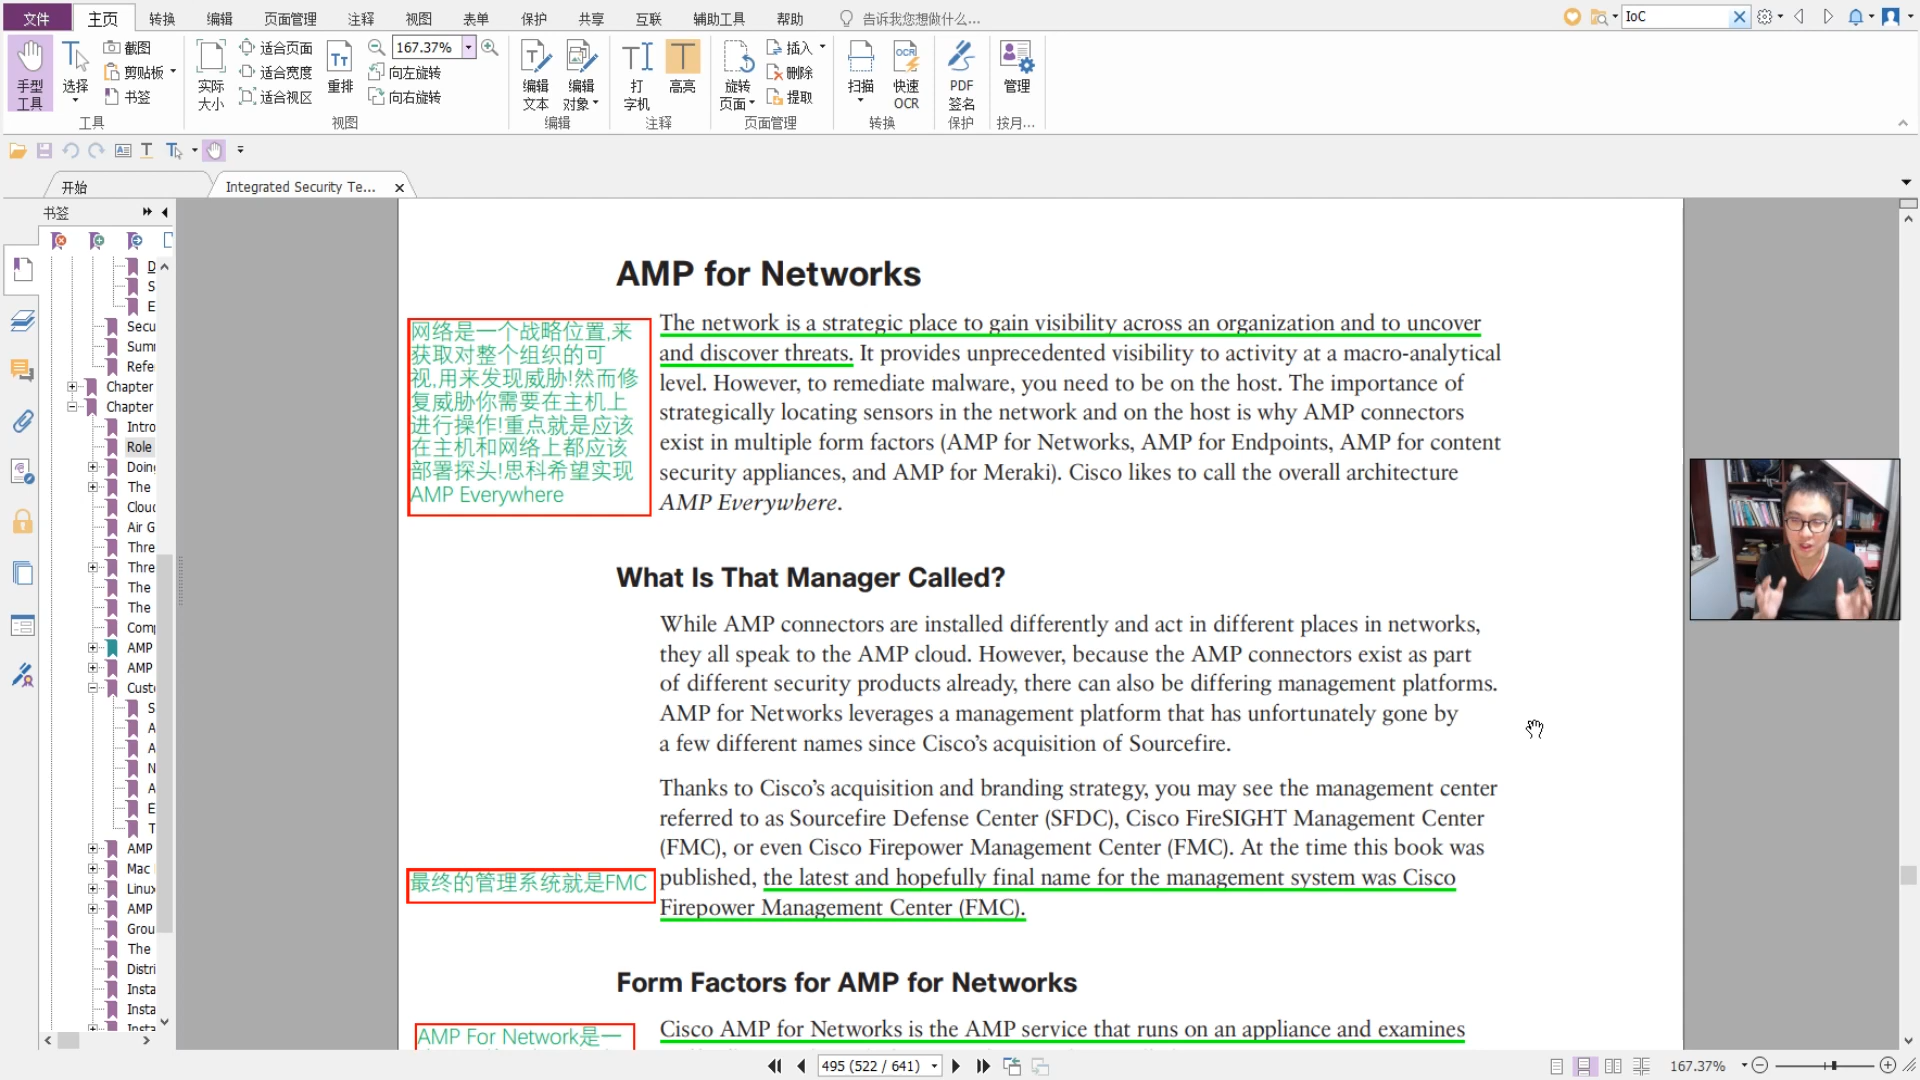 文件 主页 转换 编辑 页面管理 注释 视图 表单 保护 共享 互联 辅助工具 帮助 告诉我您想做什么... IoC
手型工具 选择 截图 剪贴板 书签 工具
实际大小 适合页面 适合宽度 适合视区 重排 167.37% 向左旋转 向右旋转 视图
编辑文本 编辑对象 编辑
打字机 高亮 注释
旋转页面 插入 删除 提取 页面管理
扫描 快速OCR 转换
PDF签名 保护
管理 按月...
开始 Integrated Security Te...
书签
D
S
E
Secu
Sumr
Refe
Chapter
Chapter
Intro
Role
Doin
The
Clou
Air G
Thre
Thre
The
The
Comp
AMP
AMP
Cust
S
A
A
N
A
E
T
AMP
Mac
Linu
AMP
Grou
The
Distri
Insta
Insta
Insta
AMP for Networks
网络是一个战略位置,来
获取对整个组织的可
视,用来发现威胁!然而修
复威胁你需要在主机上
进行操作!重点就是应该
在主机和网络上都应该
部署探头!思科希望实现
AMP Everywhere
The network is a strategic place to gain visibility across an organization and to uncover
and discover threats. It provides unprecedented visibility to activity at a macro-analytical
level. However, to remediate malware, you need to be on the host. The importance of
strategically locating sensors in the network and on the host is why AMP connectors
exist in multiple form factors (AMP for Networks, AMP for Endpoints, AMP for content
security appliances, and AMP for Meraki). Cisco likes to call the overall architecture
AMP Everywhere.
What Is That Manager Called?
While AMP connectors are installed differently and act in different places in networks,
they all speak to the AMP cloud. However, because the AMP connectors exist as part
of different security products already, there can also be differing management platforms.
AMP for Networks leverages a management platform that has unfortunately gone by
a few different names since Cisco’s acquisition of Sourcefire.
Thanks to Cisco’s acquisition and branding strategy, you may see the management center
referred to as Sourcefire Defense Center (SFDC), Cisco FireSIGHT Management Center
(FMC), or even Cisco Firepower Management Center (FMC). At the time this book was
最终的管理系统就是FMC
published, the latest and hopefully final name for the management system was Cisco
Firepower Management Center (FMC).
Form Factors for AMP for Networks
AMP For Network是一
Cisco AMP for Networks is the AMP service that runs on an appliance and examines
495 (522 / 641) 167.37%